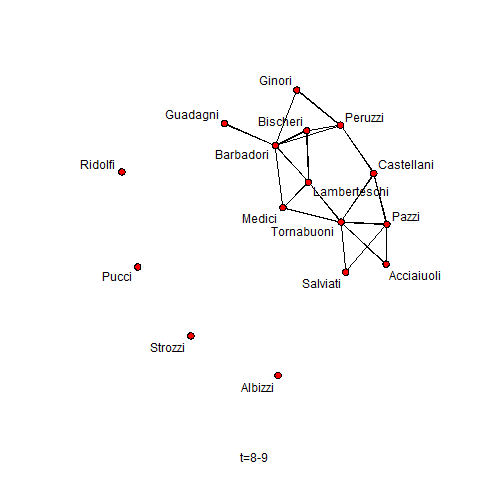 Ginori
Guadagni
Bischeri
Peruzzi
Barbadori
Ridolfi
Castellani
Lamberteschi
Medici
Pazzi
Tornabuoni
Pucci
Salviati
Acciaiuoli
Strozzi
Albizzi
t=8-9